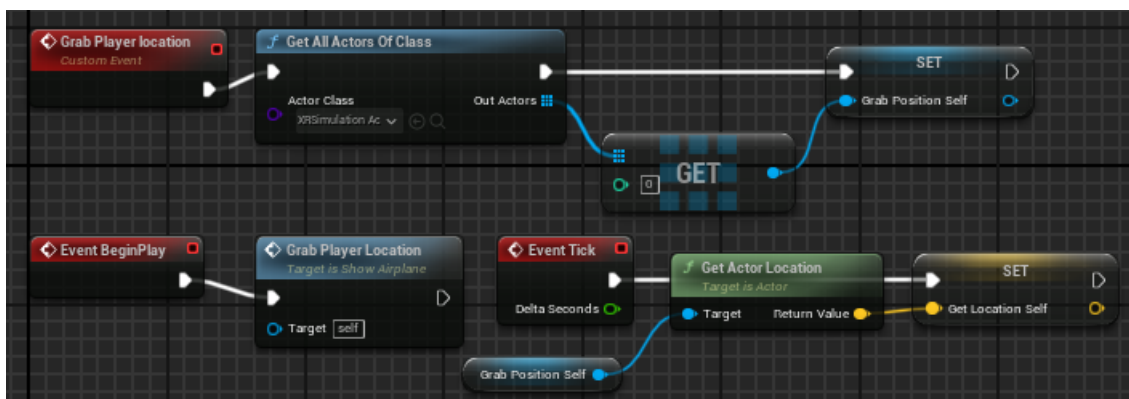 Grab Player location
Custom Event
f Get All Actors Of Class
Actor Class
XRSimulation Ac
Out Actors
SET
Grab Position Self
0
GET
Event BeginPlay
Grab Player Location
Target is Show Airplane
Target self
Event Tick
Delta Seconds
f Get Actor Location
Target is Actor
Target Return Value
SET
Get Location Self
Grab Position Self